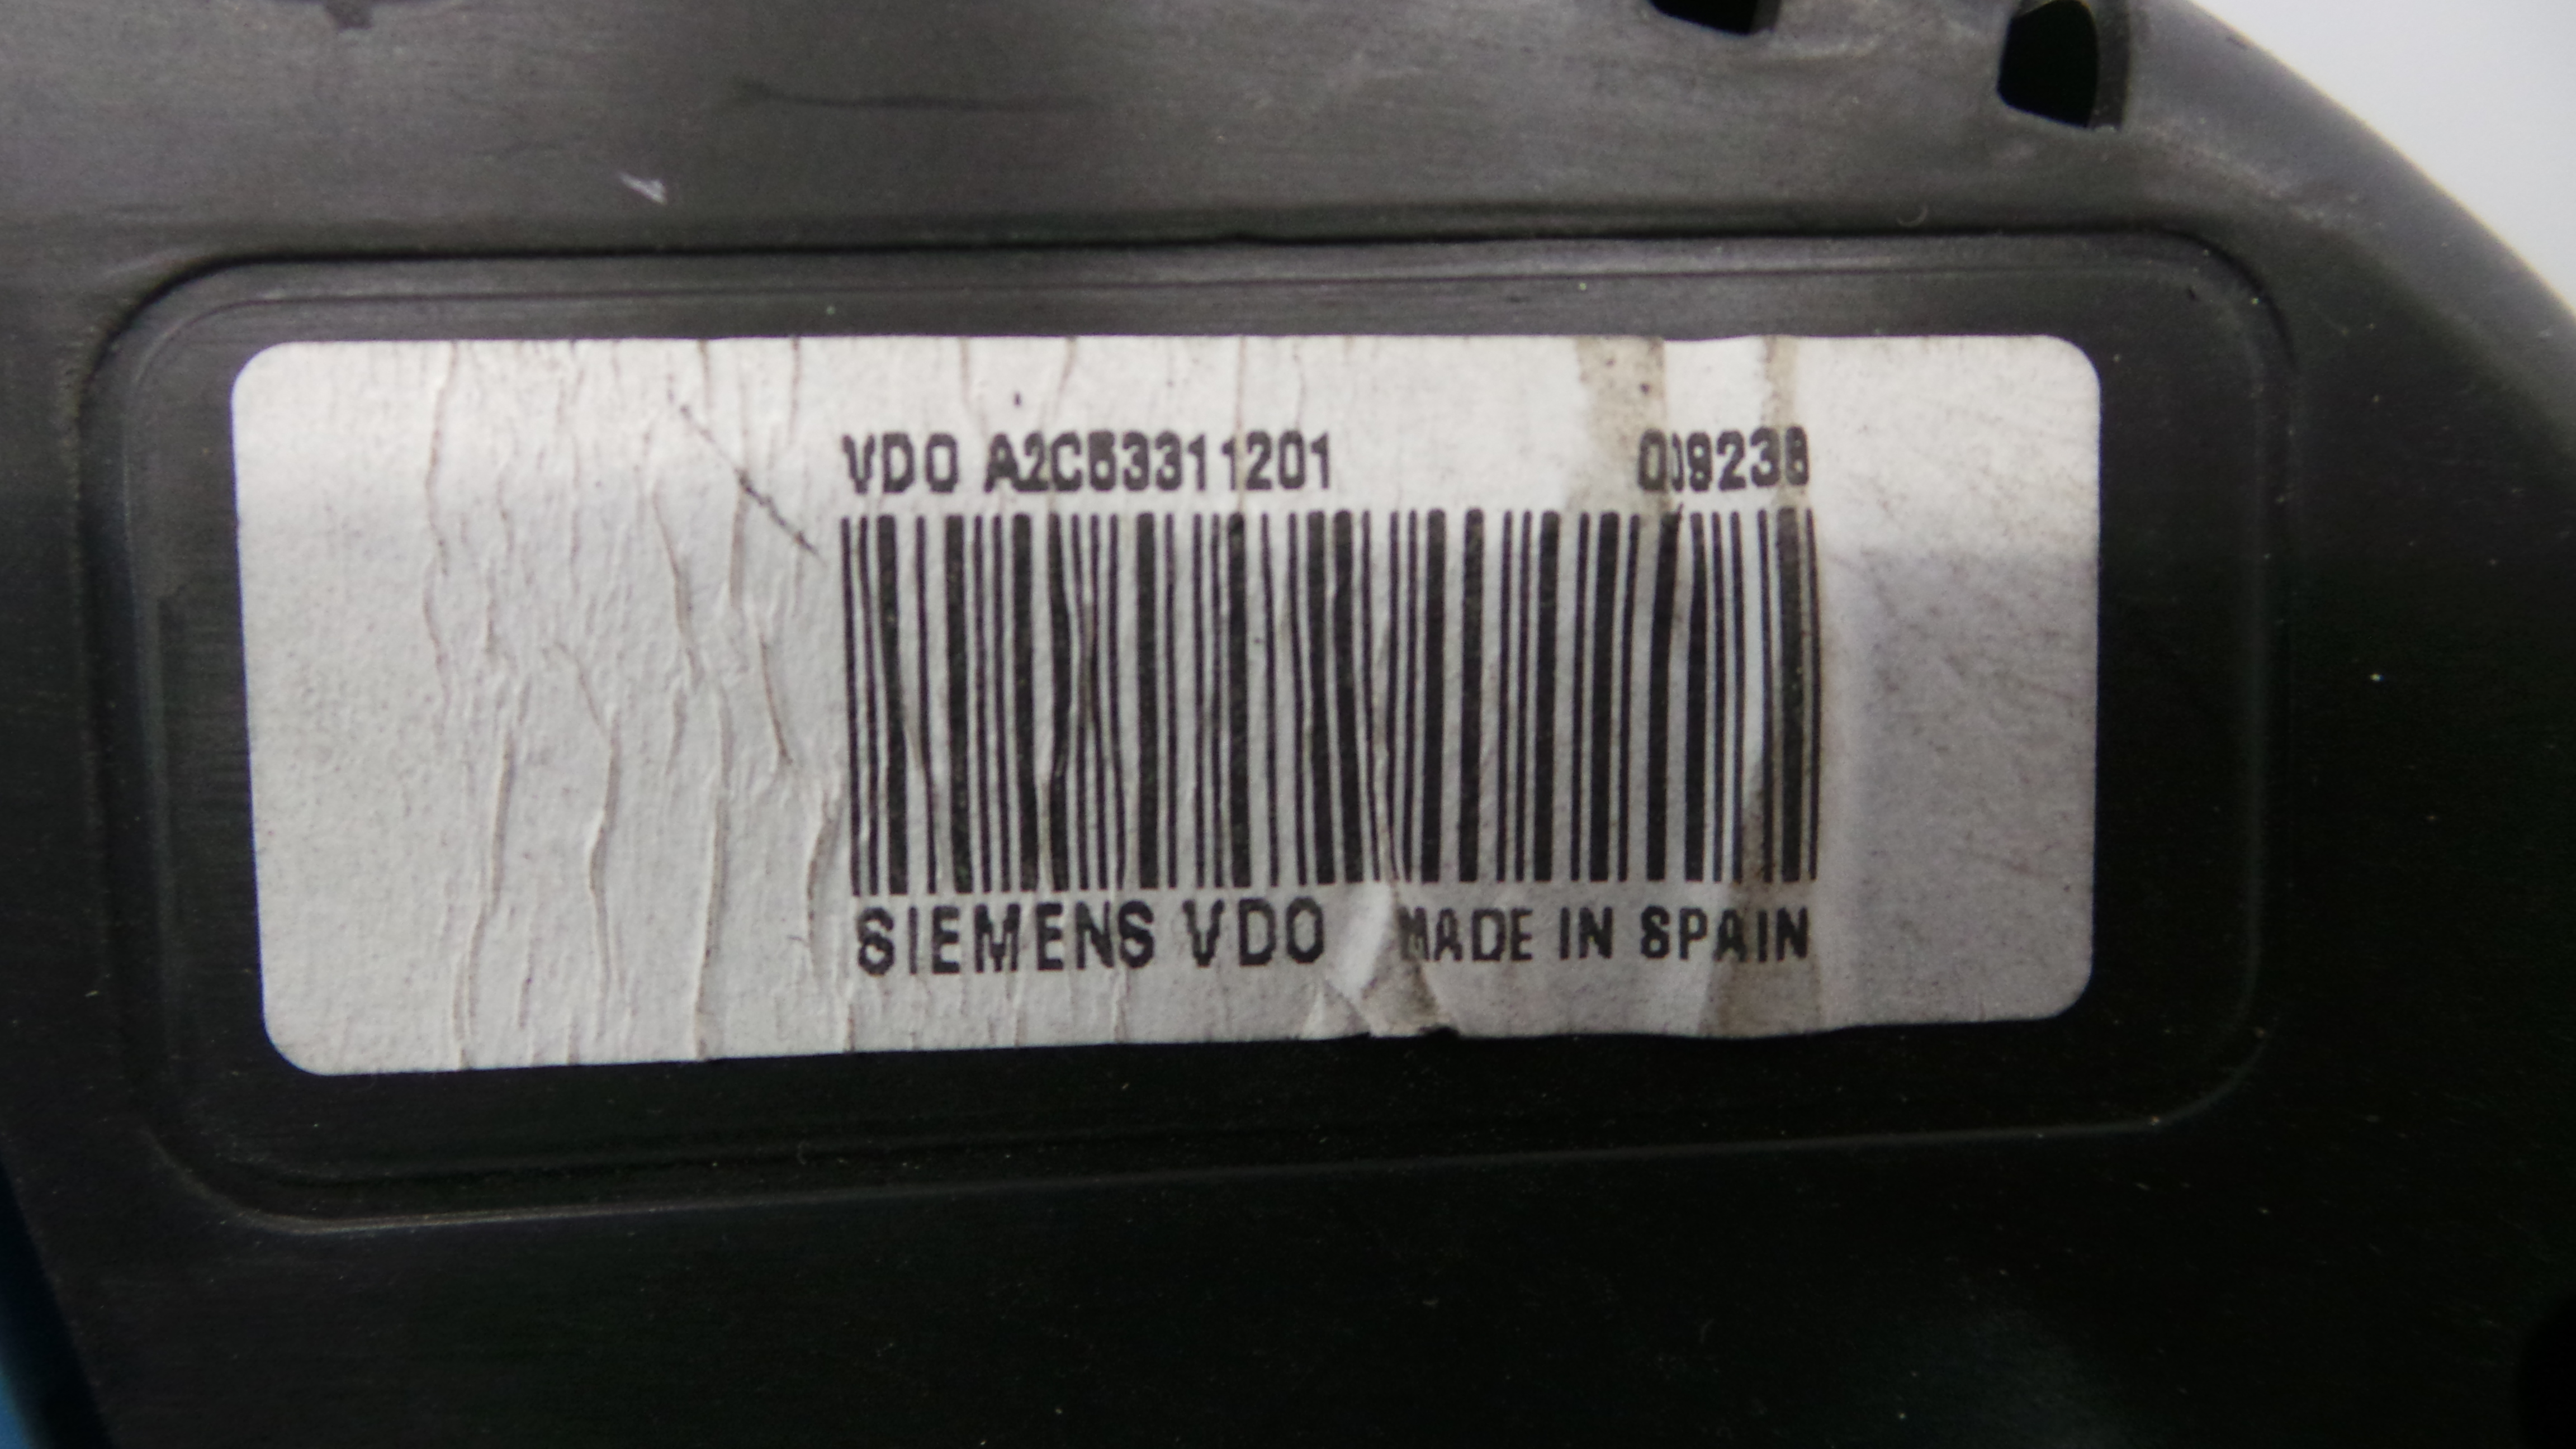 VDO A2C53311201 009238
SIEMENS VDO MADE IN SPAIN